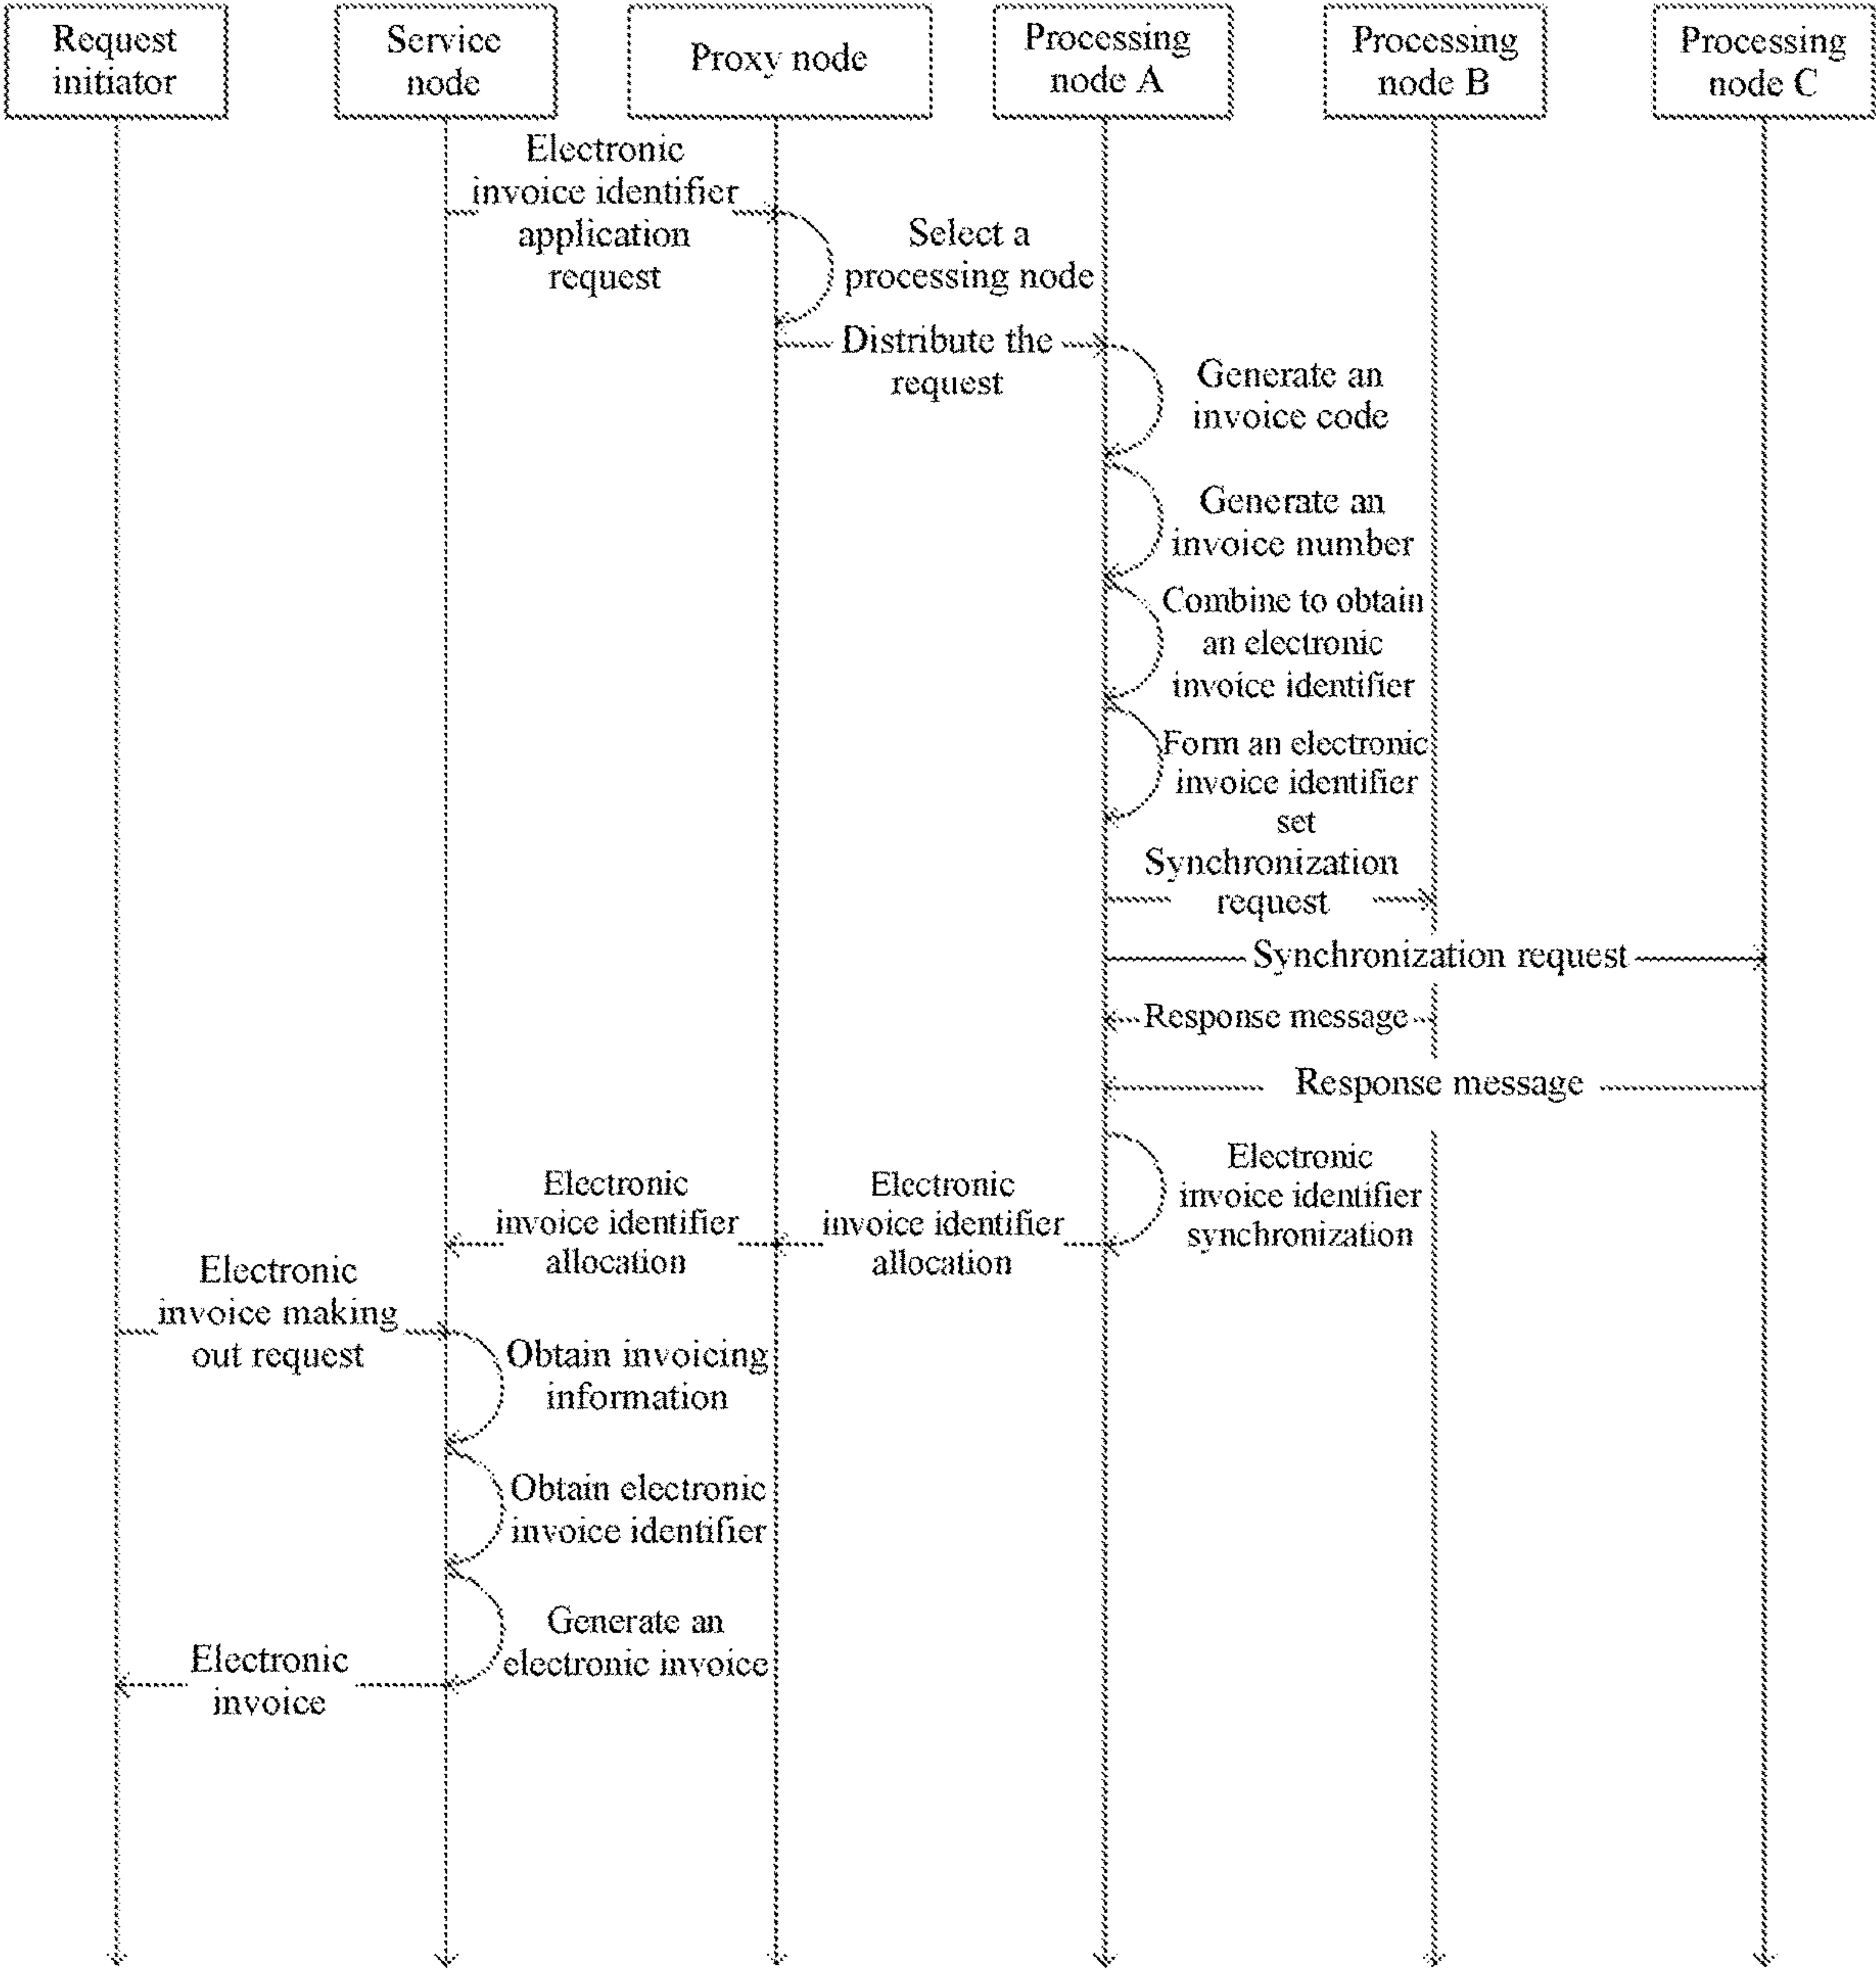 Request
initiator
Service
node
Proxy node
Processing
node A
Processing
node B
Processing
node C
Electronic
invoice identifier
application
request
Select a
processing node
Distribute the
request
Generate an
invoice code
Generate an
invoice number
Combine to obtain
an electronic
invoice identifier
Form an electronic
invoice identifier
set
Synchronization
request
Synchronization request
Response message
Response message
Electronic
invoice identifier
synchronization
Electronic
invoice identifier
allocation
Electronic
invoice identifier
allocation
Electronic
invoice making
out request
Obtain invoicing
information
Obtain electronic
invoice identifier
Generate an
electronic invoice
Electronic
invoice